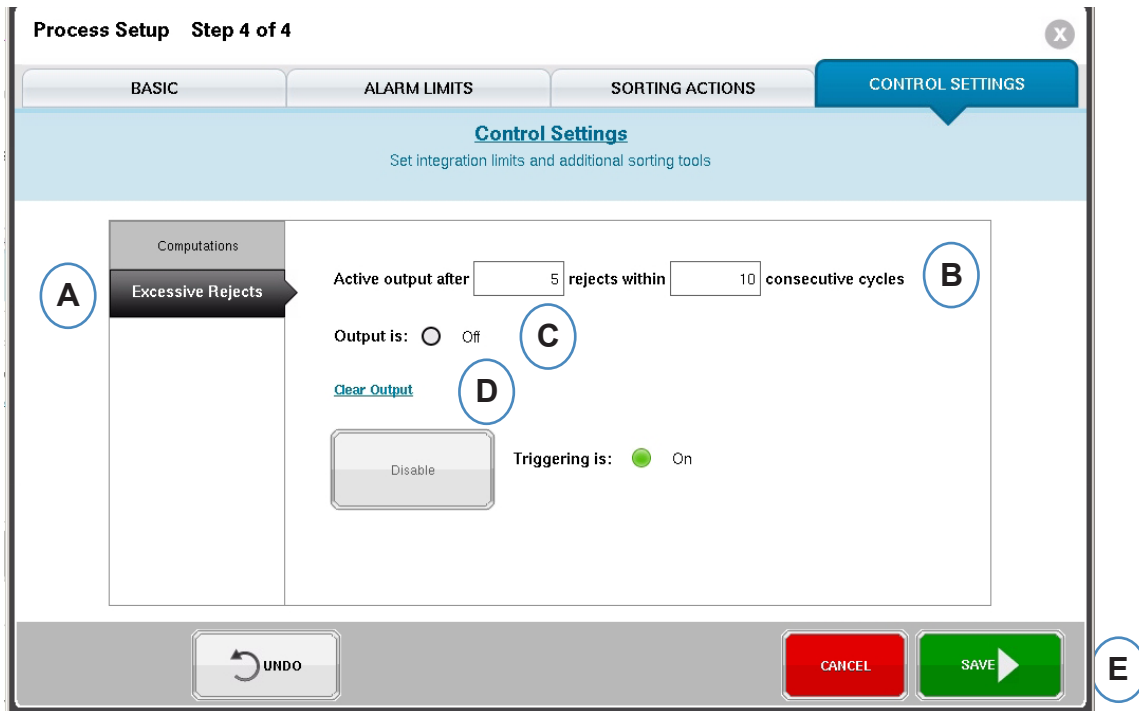 Process Setup Step 4 of 4
X
BASIC
ALARM LIMITS
SORTING ACTIONS
CONTROL SETTINGS
Control Settings
Set integration limits and additional sorting tools
Computations
A
Excessive Rejects
Active output after 5 rejects within 10 consecutive cycles
B
Output is: Off
C
Clear Output
D
Disable
Triggering is: On
UNDO
CANCEL
SAVE
E